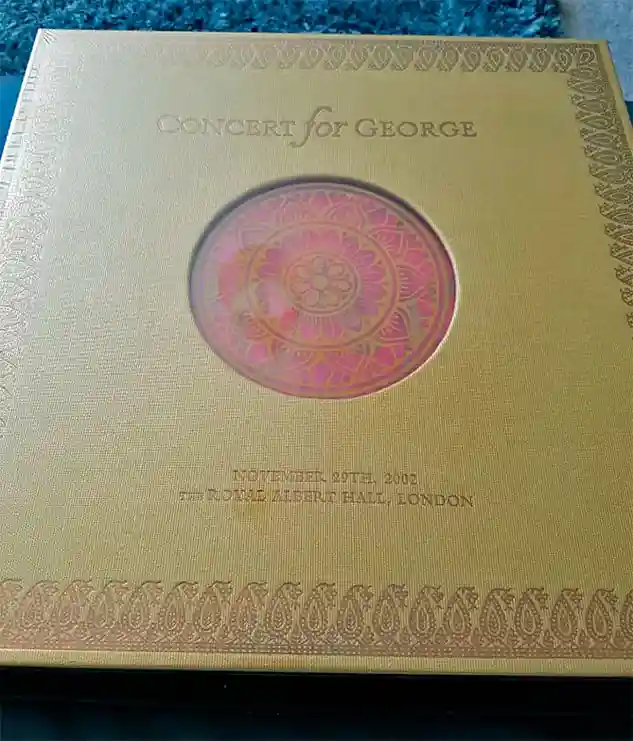 CONCERT for GEORGE
NOVEMBER 29TH, 2002
THE ROYAL ALBERT HALL, LONDON